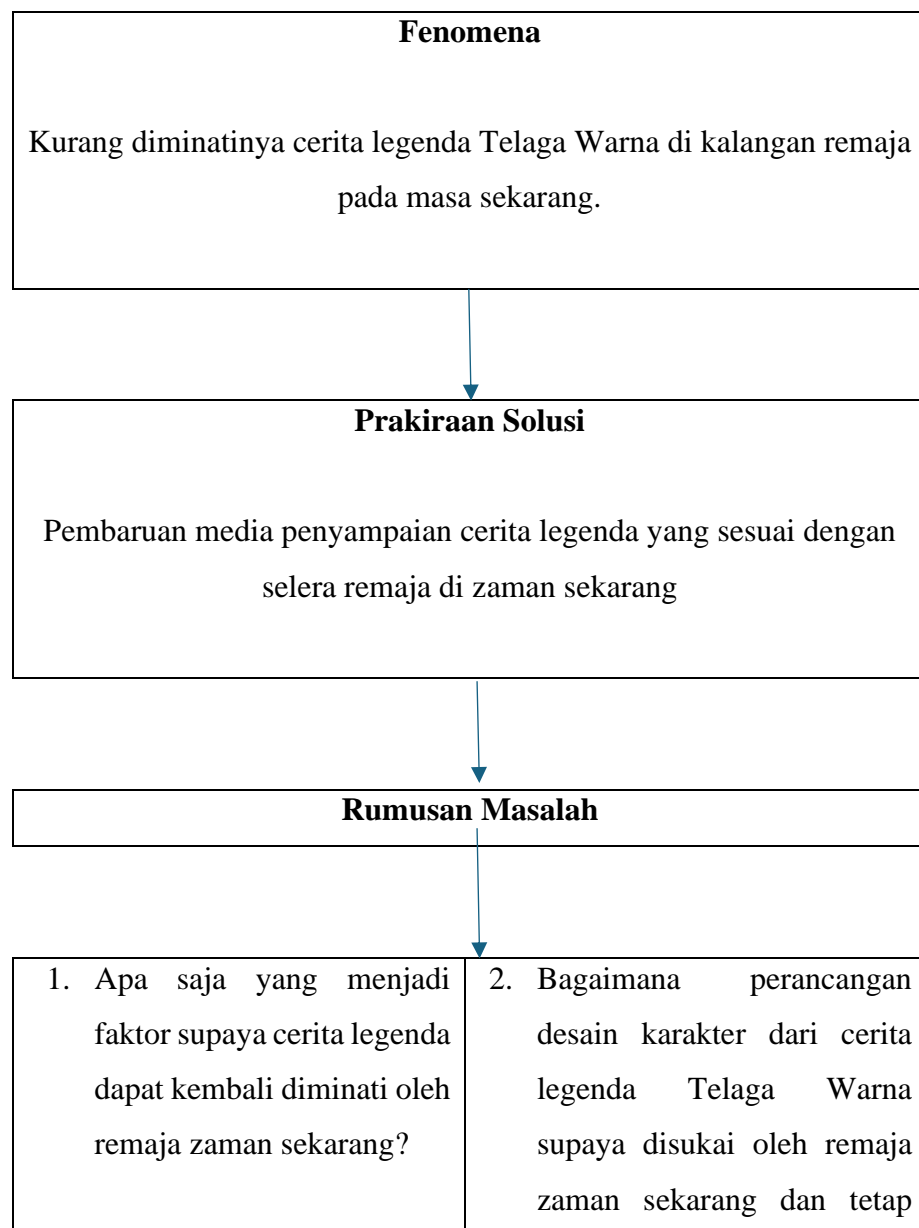 Fenomena
Kurang diminatinya cerita legenda Telaga Warna di kalangan remaja
pada masa sekarang.
Prakiraan Solusi
Pembaruan media penyampaian cerita legenda yang sesuai dengan
selera remaja di zaman sekarang
Rumusan Masalah
1. Apa saja yang menjadi
faktor supaya cerita legenda
dapat kembali diminati oleh
remaja zaman sekarang?
2. Bagaimana perancangan
desain karakter dari cerita
legenda Telaga Warna
supaya disukai oleh remaja
zaman sekarang dan tetap